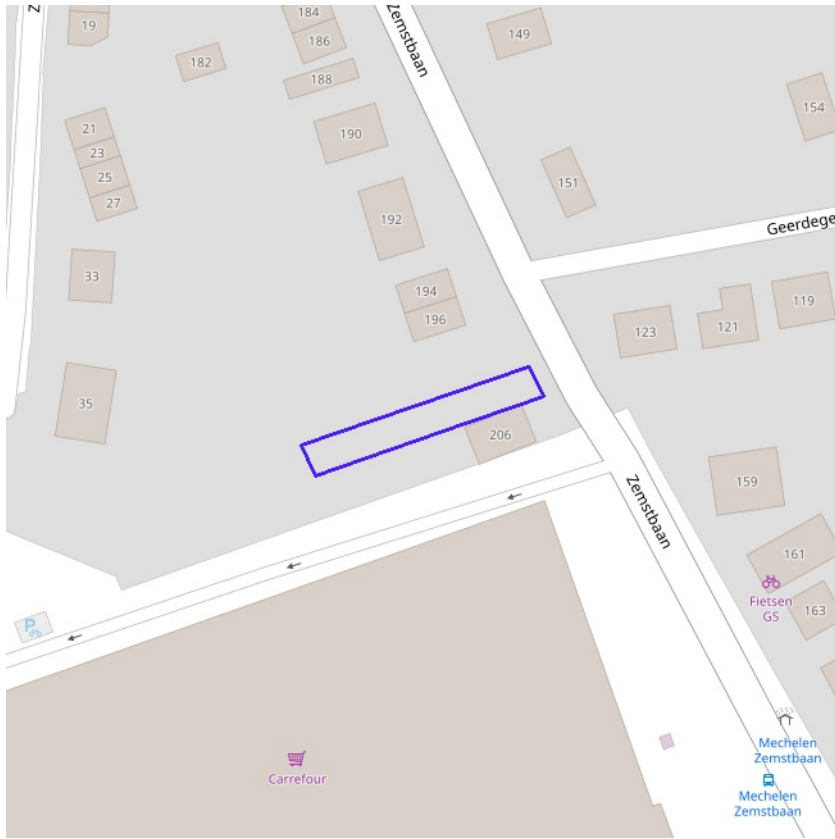 Z
19
184
186
182
188
Zemstbaan
149
154
190
21
23
25
27
151
192
Geerdege
33
194
196
119
123
121
35
206
159
Zemstbaan
161
Fietsen
GS
163
P
Carrefour
Mechelen
Zemstbaan
Mechelen
Zemstbaan